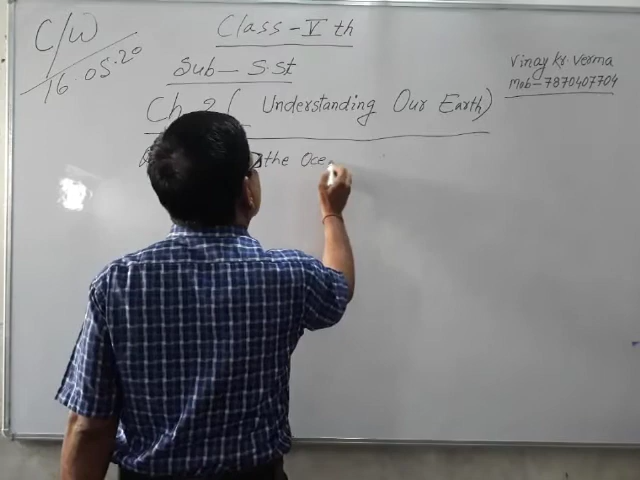 C/W
16.05.20
Class - V th
Sub - S.St
Ch 2 ( Understanding Our Earth)
the Oce
Vinay Kr. Verma
Mob - 7870407704